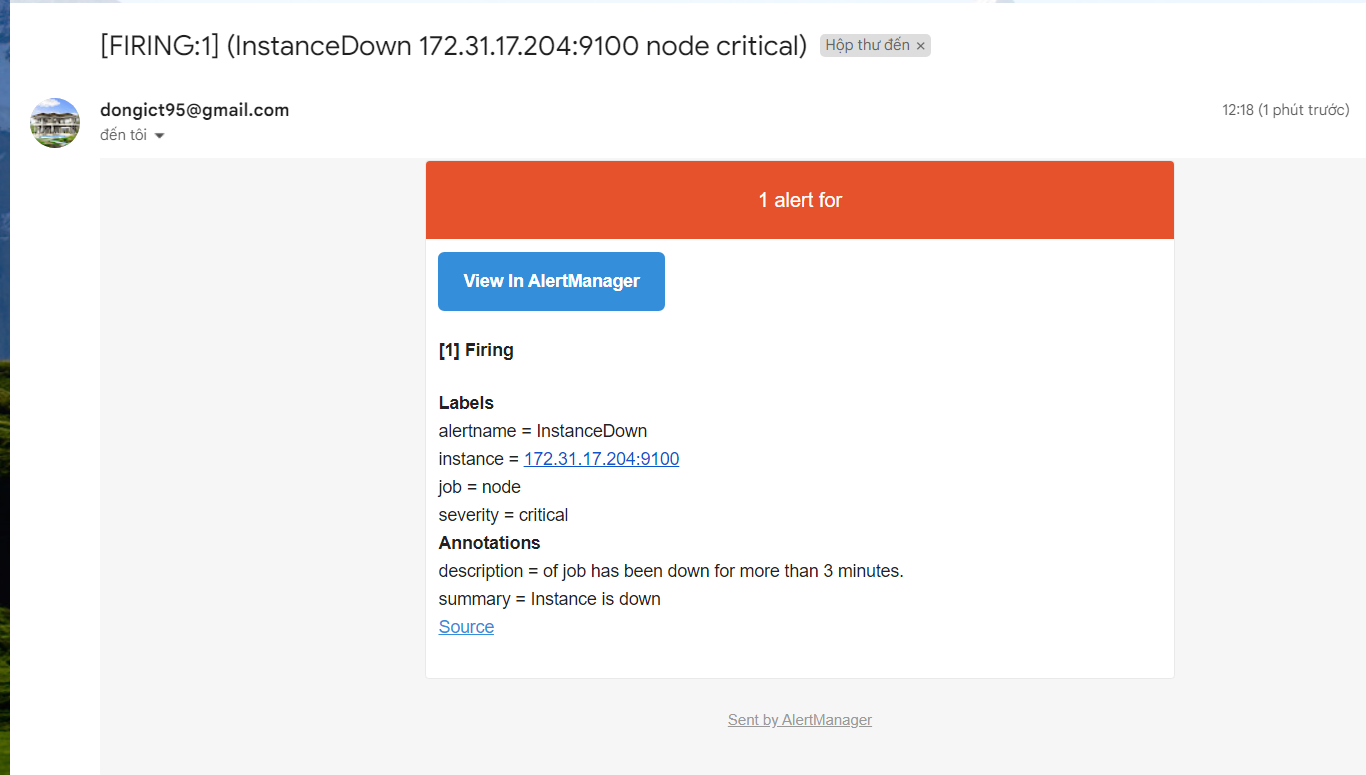 [FIRING:1] (InstanceDown 172.31.17.204:9100 node critical) Hộp thư đến ×
dongict95@gmail.com 12:18 (1 phút trước)
đến tôi
1 alert for
View In AlertManager
[1] Firing
Labels
alertname = InstanceDown
instance = 172.31.17.204:9100
job = node
severity = critical
Annotations
description = of job has been down for more than 3 minutes.
summary = Instance is down
Source
Sent by AlertManager